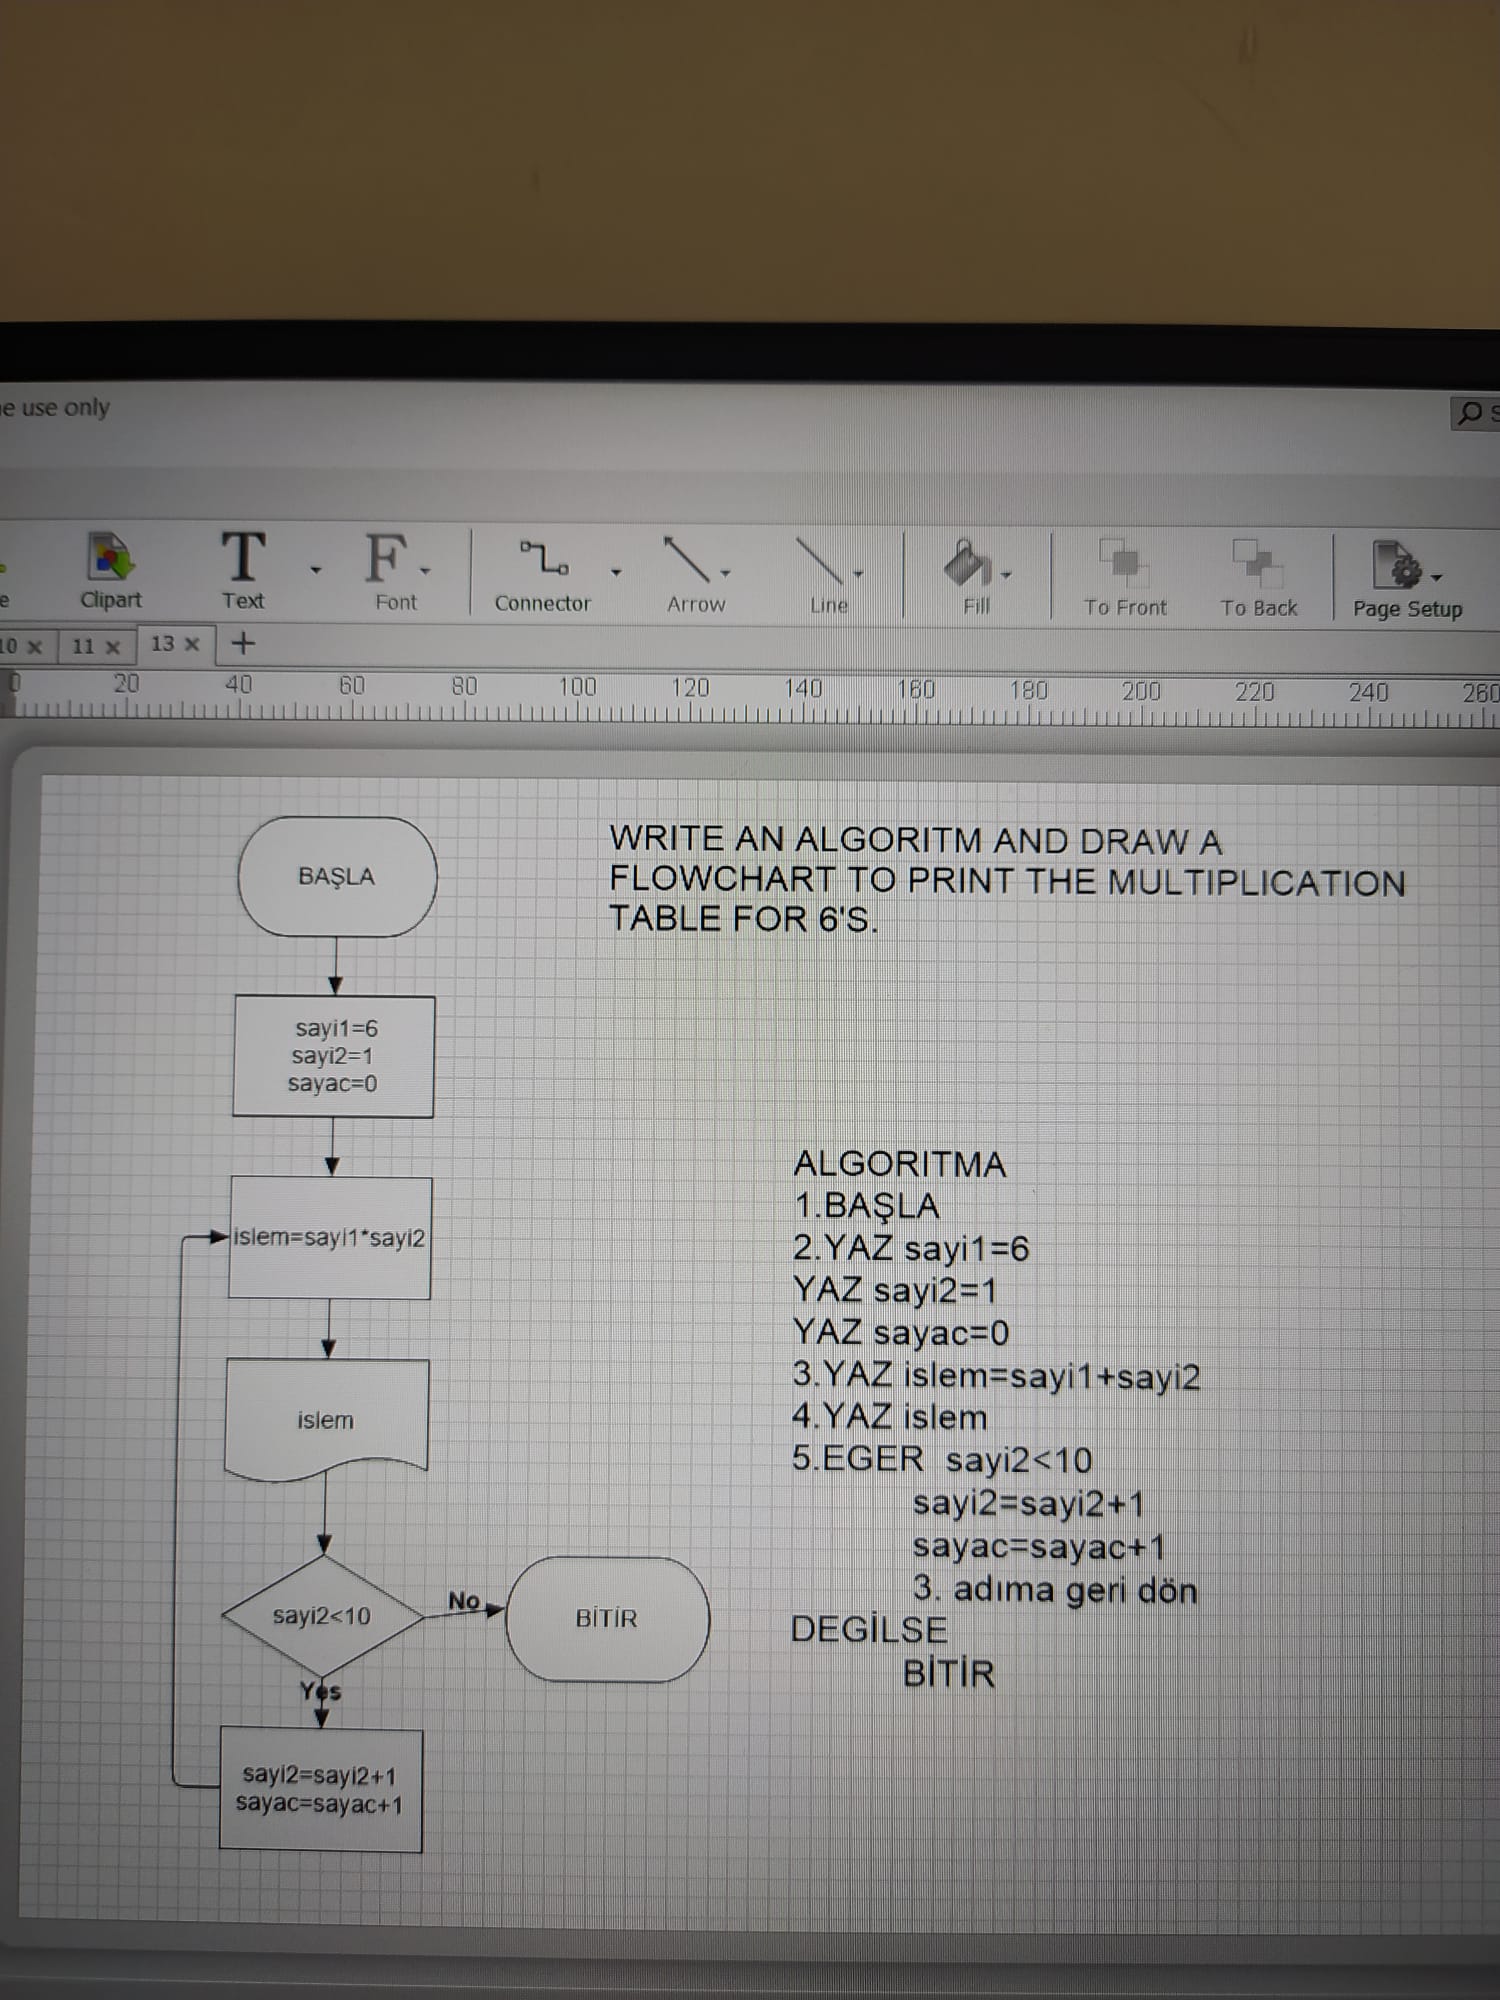 e use only
Clipart
Text
Font
Connector
Arrow
Line
Fill
To Front
To Back
Page Setup
10 x
11 x
13 x
+
0 20 40 60 80 100 120 140 160 180 200 220 240 260
BAŞLA
WRITE AN ALGORITM AND DRAW A
FLOWCHART TO PRINT THE MULTIPLICATION
TABLE FOR 6'S.
sayi1=6
sayi2=1
sayac=0
islem=sayi1*sayi2
islem
sayi2<10
No
BİTİR
Yes
sayi2=sayi2+1
sayac=sayac+1
ALGORITMA
1.BAŞLA
2.YAZ sayi1=6
YAZ sayi2=1
YAZ sayac=0
3.YAZ islem=sayi1+sayi2
4.YAZ islem
5.EGER sayi2<10
sayi2=sayi2+1
sayac=sayac+1
3. adıma geri dön
DEGİLSE
BİTİR